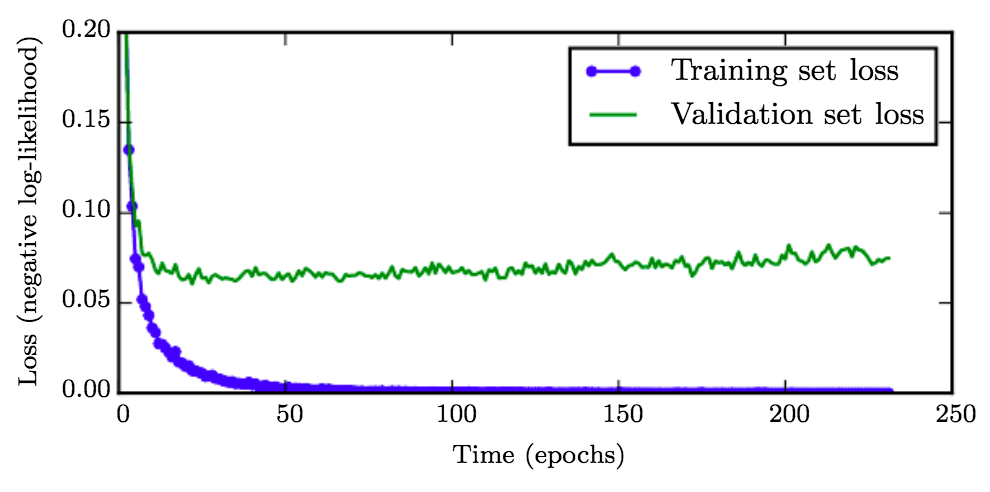 Loss (negative log-likelihood)
0.20
0.15
0.10
0.05
0.00
Training set loss
Validation set loss
0 50 100 150 200 250
Time (epochs)